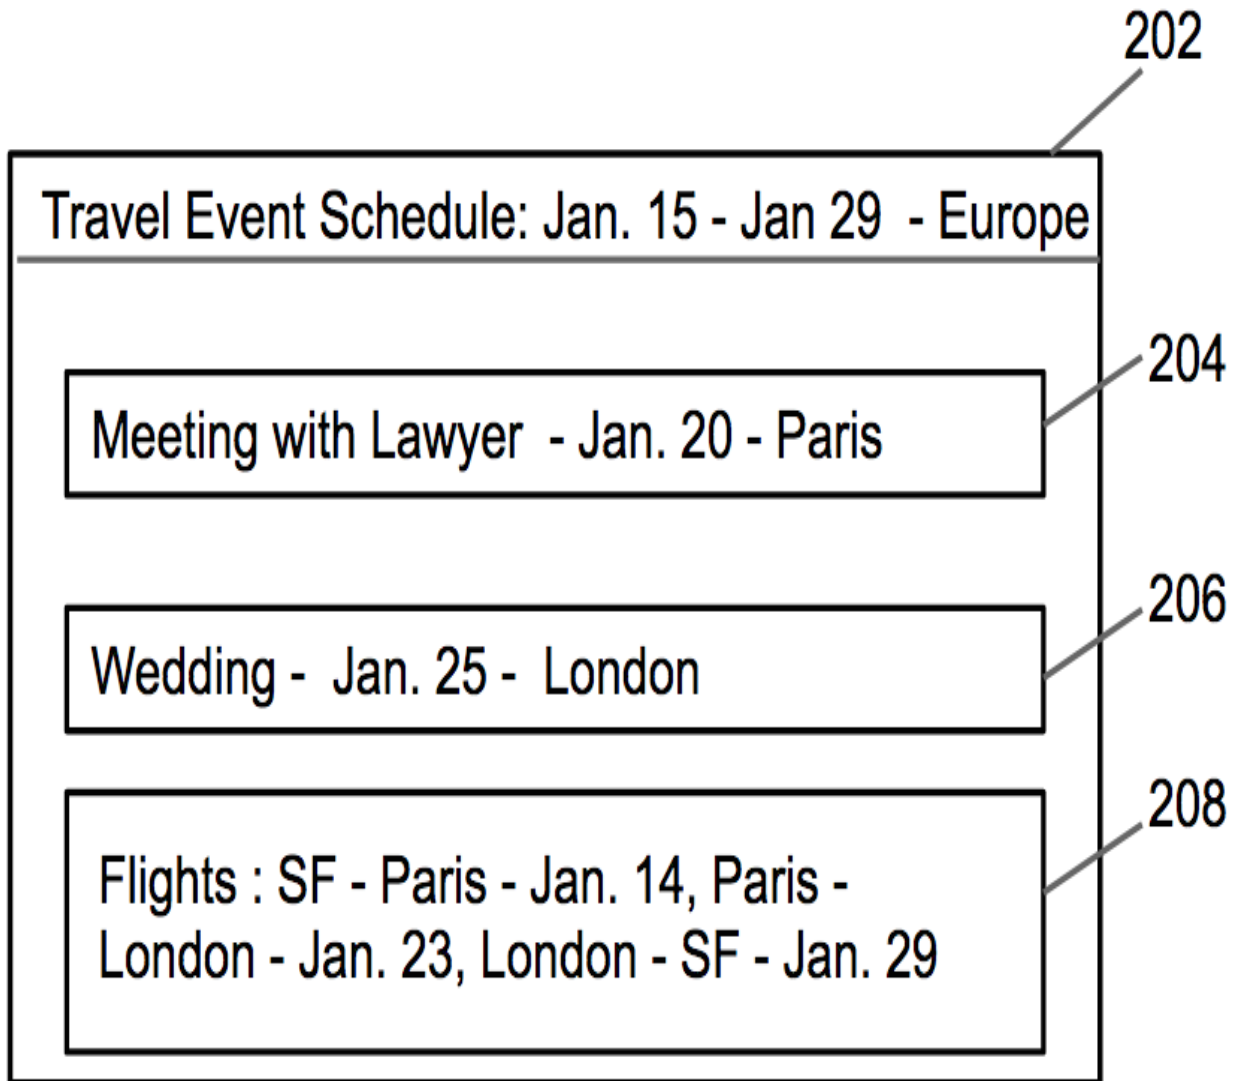 202
Travel Event Schedule: Jan. 15 - Jan 29 - Europe
204
Meeting with Lawyer - Jan. 20 - Paris
206
Wedding - Jan. 25 - London
208
Flights : SF - Paris - Jan. 14, Paris -
London - Jan. 23, London - SF - Jan. 29